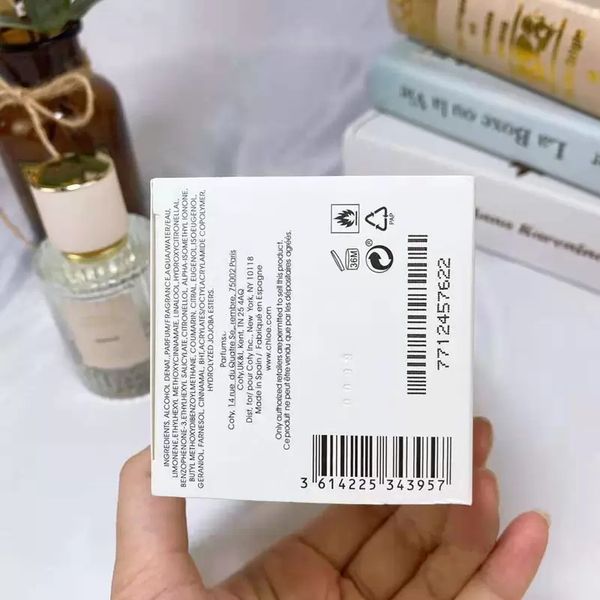 INGREDIENTS: ALCOHOL DENAT.,PARFUM/FRAGRANCE,AQUA/WATER/EAU,
LIMONENE,ETHYLHEXYL METHOXYCINNAMATE, LINALOOL, HYDROXYCITRONELLAL,
BENZOPHENONE-3,ETHYLHEXYL SALICYLATE, CITRONELLOL, ALPHA-ISOMETHYL IONONE,
BUTYL METHOXYDIBENZOYLMETHANE, COUMARIN, CITRAL, EUGENOL, ISOEUGENOL,
GERANIOL, FARNESOL, CINNAMAL, BHT,ACRYLATES/OCTYLACRYLAMIDE COPOLYMER,
HYDROLYZED JOJOBA ESTERS.
Parfums
Coty, 14 rue du Quatre Se embre, 75002 Paris
Coty,UK&I, Kent, TN 25 4AQ
Dist. for/ pour Coty Inc., New York, NY 10118
Made in Spain / Fabriqué en Espagne
www.chloe.com
Only authorized retailers are permitted to sell this product.
Ce produit ne peut être vendu que par les dépositaires agréés.
36M
PAP
7712457622
3 614225 343957
La Boxe ou la Vie